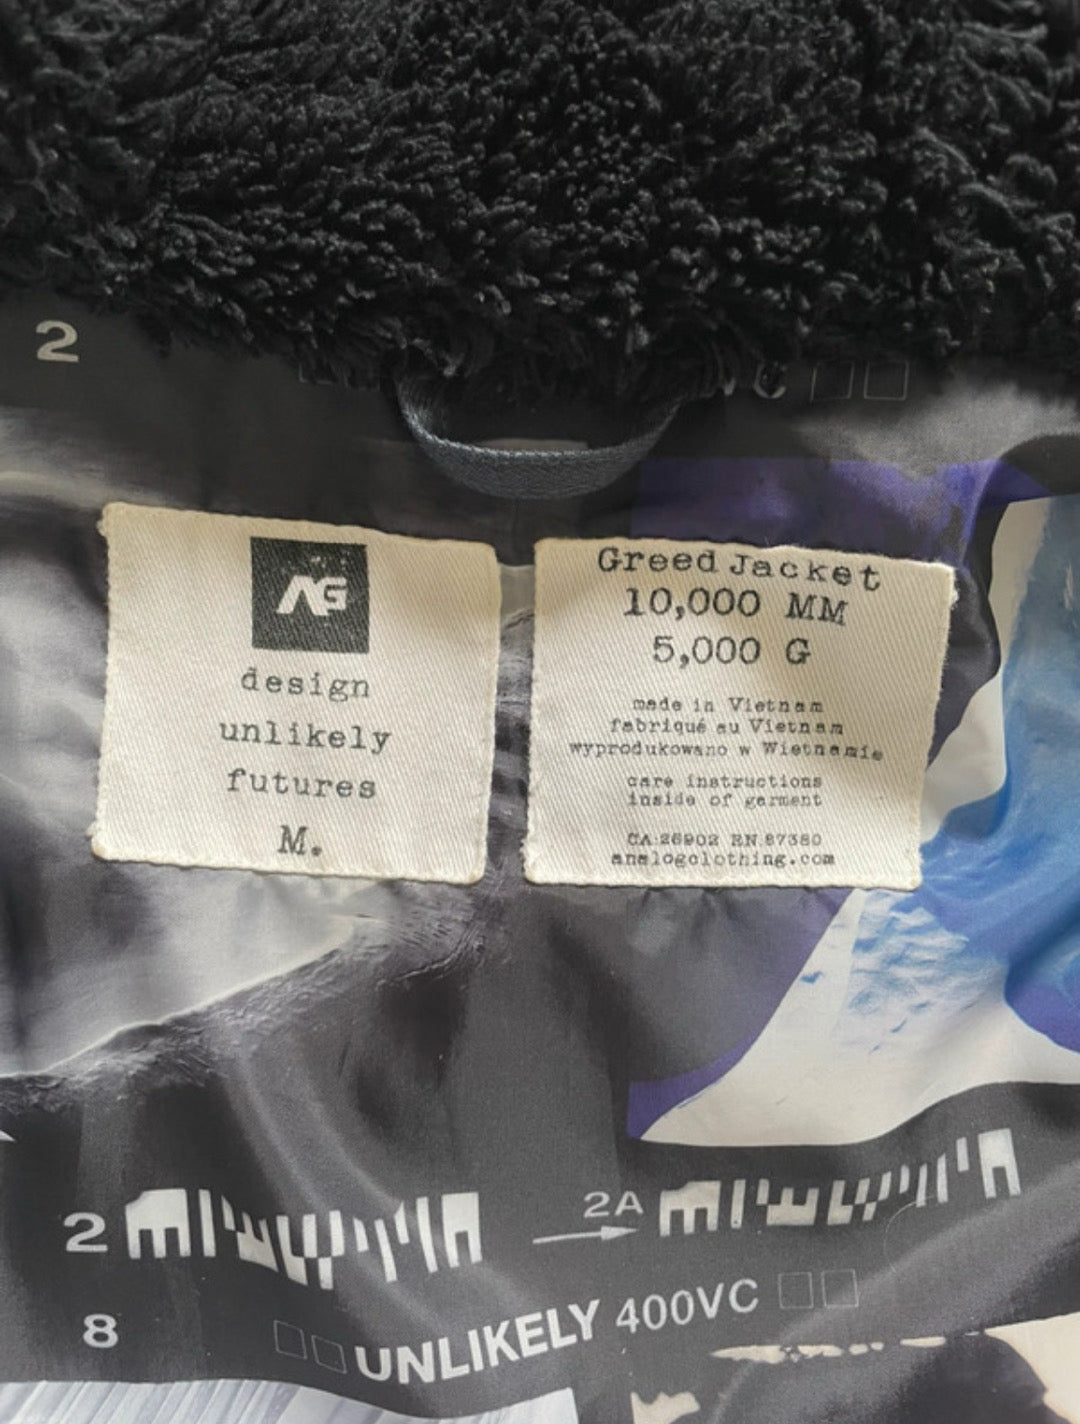 2
AG
design
unlikely
futures
M.
Greed Jacket
10,000 MM
5,000 G
made in Vietnam
fabriqué au Vietnam
wyprodukowano w Wietnamie
care instructions
inside of garment
CA:26902 RN.87380
analogclothing.com
2
2A
8
UNLIKELY 400VC